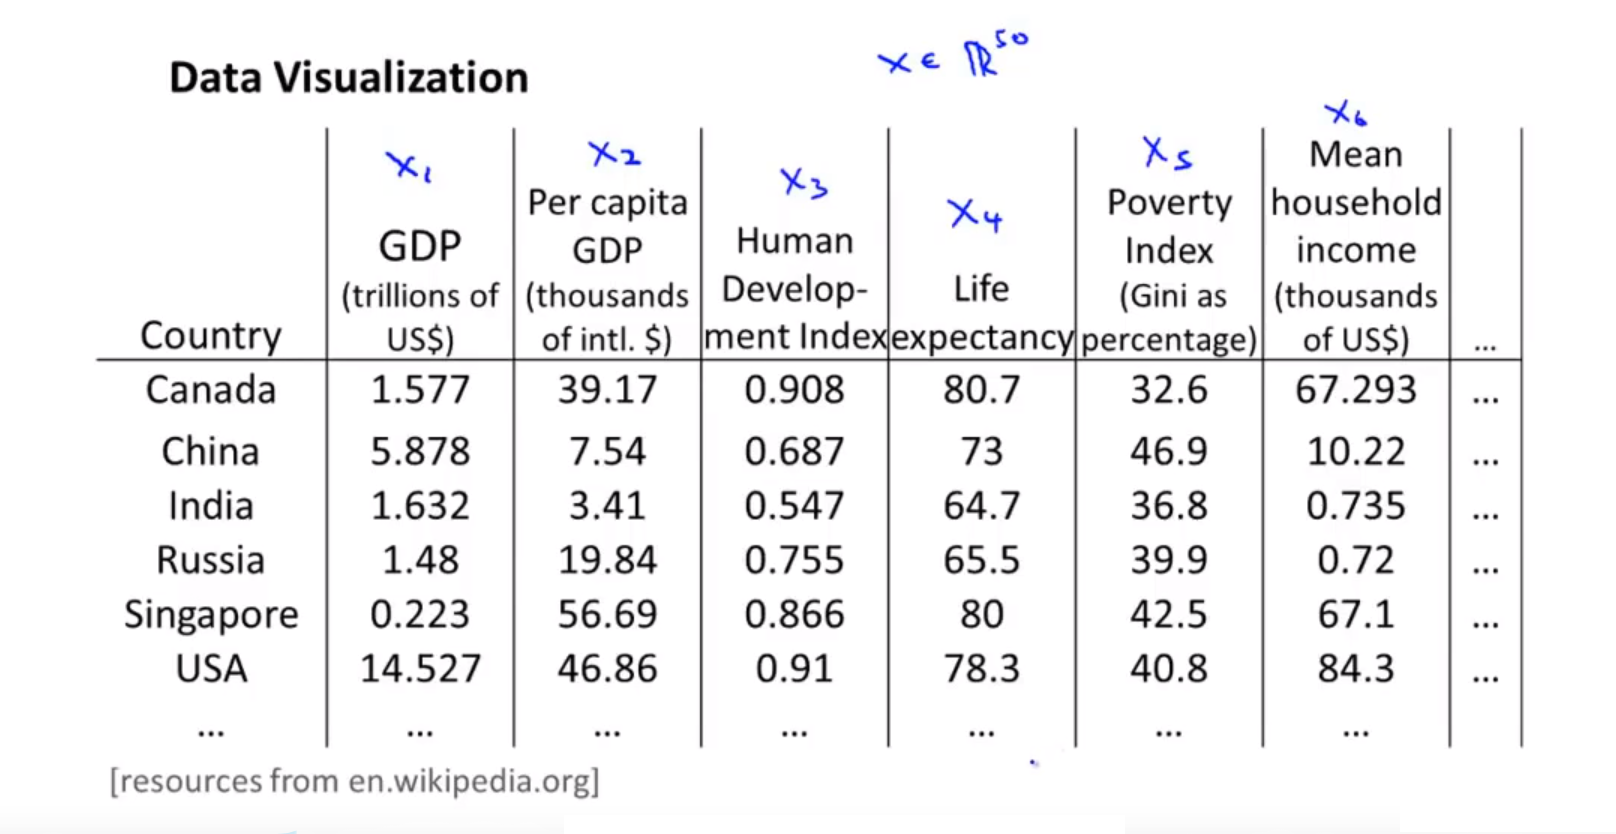 Data Visualization
x ∈ ℝ⁵⁰
x₁ x₂ x₃ x₄ x₅ x₆
Country
GDP
(trillions of
US$)
Per capita
GDP
(thousands
of intl. $)
Human
Develop-
ment Index
Life
expectancy
Poverty
Index
(Gini as
percentage)
Mean
household
income
(thousands
of US$)
...
Canada 1.577 39.17 0.908 80.7 32.6 67.293 ...
China 5.878 7.54 0.687 73 46.9 10.22 ...
India 1.632 3.41 0.547 64.7 36.8 0.735 ...
Russia 1.48 19.84 0.755 65.5 39.9 0.72 ...
Singapore 0.223 56.69 0.866 80 42.5 67.1 ...
USA 14.527 46.86 0.91 78.3 40.8 84.3 ...
... ... ... ... ... ... ...
[resources from en.wikipedia.org]